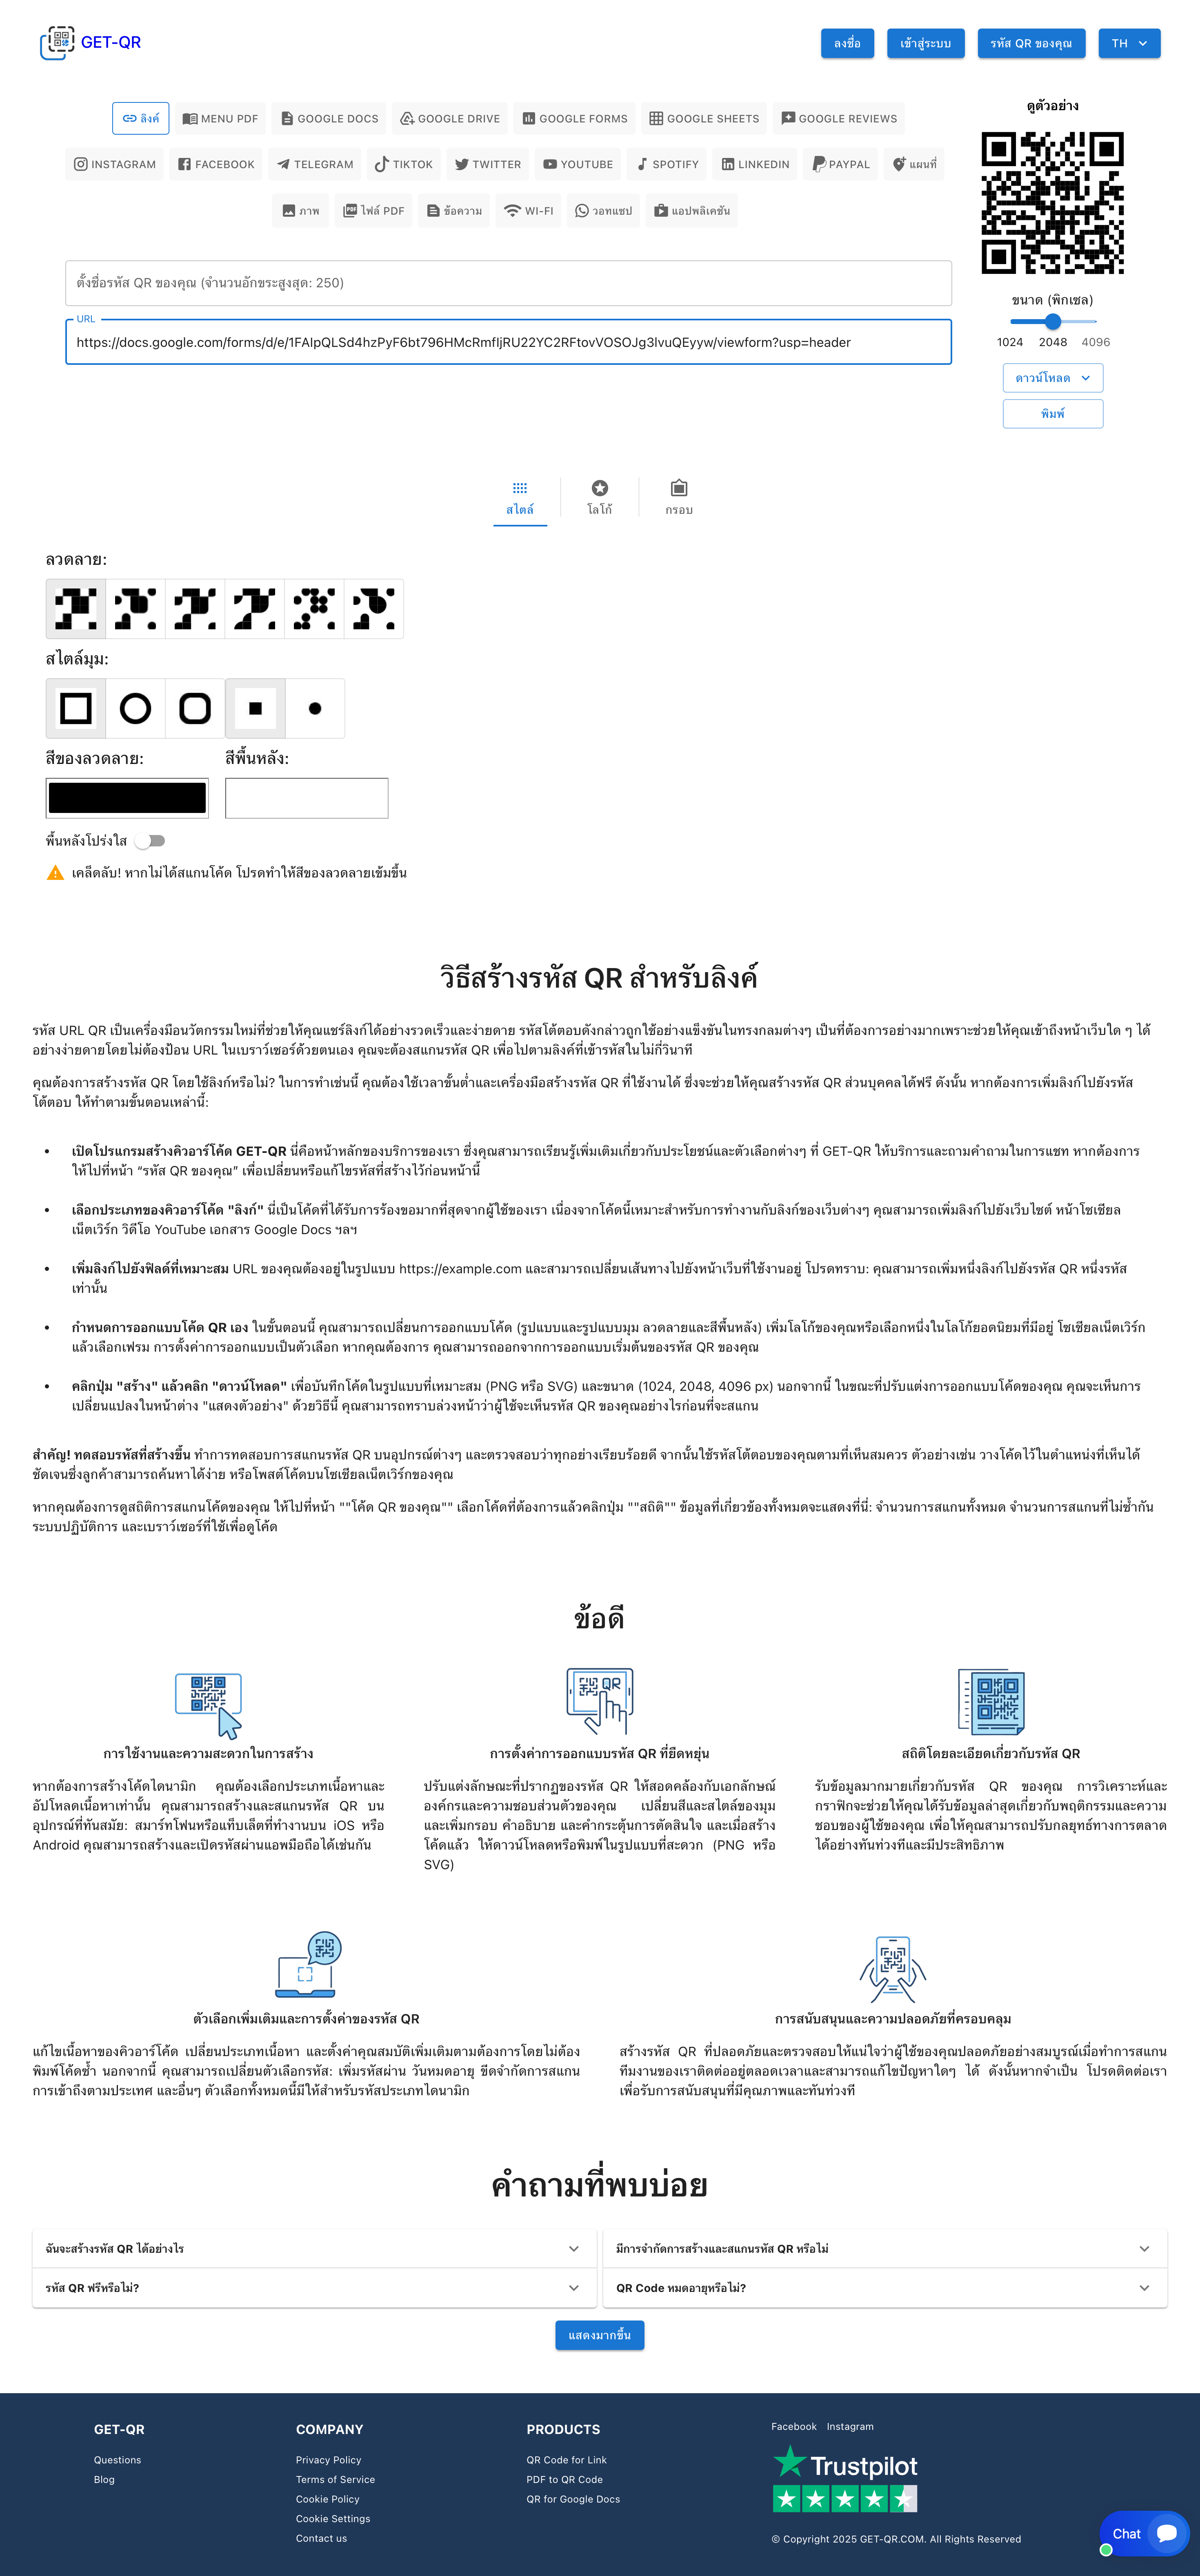 GET-QR
ลงชื่อ
เข้าสู่ระบบ
รหัส QR ของคุณ
TH
ลิงค์
MENU PDF
GOOGLE DOCS
GOOGLE DRIVE
GOOGLE FORMS
GOOGLE SHEETS
GOOGLE REVIEWS
INSTAGRAM
FACEBOOK
TELEGRAM
TIKTOK
TWITTER
YOUTUBE
SPOTIFY
LINKEDIN
PAYPAL
แผนที่
ภาพ
ไฟล์ PDF
ข้อความ
WI-FI
วอทแซป
แอปพลิเคชัน
ตั้งชื่อรหัส QR ของคุณ (จำนวนอักขระสูงสุด: 250)
URL
ดูตัวอย่าง
ขนาด (พิกเซล)
1024
2048
4096
ดาวน์โหลด
พิมพ์
สไตล์
โลโก้
กรอบ
ลวดลาย:
สไตล์มุม:
สีของลวดลาย:
สีพื้นหลัง:
พื้นหลังโปร่งใส
เคล็ดลับ! หากไม่ได้สแกนโค้ด โปรดทำให้สีของลวดลายเข้มขึ้น
วิธีสร้างรหัส QR สำหรับลิงค์
รหัส URL QR เป็นเครื่องมือนวัตกรรมใหม่ที่ช่วยให้คุณแชร์ลิงก์ได้อย่างรวดเร็วและง่ายดาย รหัสโต้ตอบดังกล่าวถูกใช้อย่างแข็งขันในทรงกลมต่างๆ เป็นที่ต้องการอย่างมากเพราะช่วยให้คุณเข้าถึงหน้าเว็บใด ๆ ได้
อย่างง่ายดายโดยไม่ต้องป้อน URL ในเบราว์เซอร์ด้วยตนเอง คุณจะต้องสแกนรหัส QR เพื่อไปตามลิงค์ที่เข้ารหัสในไม่กี่วินาที
คุณต้องการสร้างรหัส QR โดยใช้ลิงก์หรือไม่? ในการทำเช่นนี้ คุณต้องใช้เวลาขั้นต่ำและเครื่องมือสร้างรหัส QR ที่ใช้งานได้ ซึ่งจะช่วยให้คุณสร้างรหัส QR ส่วนบุคคลได้ฟรี ดังนั้น หากต้องการเพิ่มลิงก์ไปยังรหัส
โต้ตอบ ให้ทำตามขั้นตอนเหล่านี้:
• เปิดโปรแกรมสร้างคิวอาร์โค้ด GET-QR นี่คือหน้าหลักของบริการของเรา ซึ่งคุณสามารถเรียนรู้เพิ่มเติมเกี่ยวกับประโยชน์และตัวเลือกต่างๆ ที่ GET-QR ให้บริการและถามคำถามในการแชท หากต้องการ
ให้ไปที่หน้า “รหัส QR ของคุณ” เพื่อเปลี่ยนหรือแก้ไขรหัสที่สร้างไว้ก่อนหน้านี้
• เลือกประเภทของคิวอาร์โค้ด "ลิงก์" นี่เป็นโค้ดที่ได้รับการร้องขอมากที่สุดจากผู้ใช้ของเรา เนื่องจากโค้ดนี้เหมาะสำหรับการทำงานกับลิงก์ของเว็บต่างๆ คุณสามารถเพิ่มลิงก์ไปยังเว็บไซต์ หน้าโซเชียล
เน็ตเวิร์ก วิดีโอ YouTube เอกสาร Google Docs ฯลฯ
• เพิ่มลิงก์ไปยังฟิลด์ที่เหมาะสม URL ของคุณต้องอยู่ในรูปแบบ https://example.com และสามารถเปลี่ยนเส้นทางไปยังหน้าเว็บที่ใช้งานอยู่ โปรดทราบ: คุณสามารถเพิ่มหนึ่งลิงก์ไปยังรหัส QR หนึ่งรหัส
เท่านั้น
• กำหนดการออกแบบโค้ด QR เอง ในขั้นตอนนี้ คุณสามารถเปลี่ยนการออกแบบโค้ด (รูปแบบและรูปแบบมุม ลวดลายและสีพื้นหลัง) เพิ่มโลโก้ของคุณหรือเลือกหนึ่งในโลโก้ยอดนิยมที่มีอยู่ โซเชียลเน็ตเวิร์ก
แล้วเลือกเฟรม การตั้งค่าการออกแบบเป็นตัวเลือก หากคุณต้องการ คุณสามารถออกจากการออกแบบเริ่มต้นของรหัส QR ของคุณ
• คลิกปุ่ม "สร้าง" แล้วคลิก "ดาวน์โหลด" เพื่อบันทึกโค้ดในรูปแบบที่เหมาะสม (PNG หรือ SVG) และขนาด (1024, 2048, 4096 px) นอกจากนี้ ในขณะที่ปรับแต่งการออกแบบโค้ดของคุณ คุณจะเห็นการ
เปลี่ยนแปลงในหน้าต่าง "แสดงตัวอย่าง" ด้วยวิธีนี้ คุณสามารถทราบล่วงหน้าว่าผู้ใช้จะเห็นรหัส QR ของคุณอย่างไรก่อนที่จะสแกน
สำคัญ! ทดสอบรหัสที่สร้างขึ้น ทำการทดสอบการสแกนรหัส QR บนอุปกรณ์ต่างๆ และตรวจสอบว่าทุกอย่างเรียบร้อยดี จากนั้นใช้รหัสโต้ตอบของคุณตามที่เห็นสมควร ตัวอย่างเช่น วางโค้ดไว้ในตำแหน่งที่เห็นได้
ชัดเจนซึ่งลูกค้าสามารถค้นหาได้ง่าย หรือโพสต์โค้ดบนโซเชียลเน็ตเวิร์กของคุณ
หากคุณต้องการดูสถิติการสแกนโค้ดของคุณ ให้ไปที่หน้า ""โค้ด QR ของคุณ"" เลือกโค้ดที่ต้องการแล้วคลิกปุ่ม ""สถิติ"" ข้อมูลที่เกี่ยวข้องทั้งหมดจะแสดงที่นี่: จำนวนการสแกนทั้งหมด จำนวนการสแกนที่ไม่ซ้ำกัน
ระบบปฏิบัติการ และเบราว์เซอร์ที่ใช้เพื่อดูโค้ด
ข้อดี
การใช้งานและความสะดวกในการสร้าง
หากต้องการสร้างโค้ดไดนามิก คุณต้องเลือกประเภทเนื้อหาและ
อัปโหลดเนื้อหาเท่านั้น คุณสามารถสร้างและสแกนรหัส QR บน
อุปกรณ์ที่ทันสมัย: สมาร์ทโฟนหรือแท็บเล็ตที่ทำงานบน iOS หรือ
Android คุณสามารถสร้างและเปิดรหัสผ่านแอพมือถือได้เช่นกัน
การตั้งค่าการออกแบบรหัส QR ที่ยืดหยุ่น
ปรับแต่งลักษณะที่ปรากฏของรหัส QR ให้สอดคล้องกับเอกลักษณ์
องค์กรและความชอบส่วนตัวของคุณ เปลี่ยนสีและสไตล์ของมุม
และเพิ่มกรอบ คำอธิบาย และคำกระตุ้นการตัดสินใจ และเมื่อสร้าง
โค้ดแล้ว ให้ดาวน์โหลดหรือพิมพ์ในรูปแบบที่สะดวก (PNG หรือ
SVG)
สถิติโดยละเอียดเกี่ยวกับรหัส QR
รับข้อมูลมากมายเกี่ยวกับรหัส QR ของคุณ การวิเคราะห์และ
กราฟิกจะช่วยให้คุณได้รับข้อมูลล่าสุดเกี่ยวกับพฤติกรรมและความ
ชอบของผู้ใช้ของคุณ เพื่อให้คุณสามารถปรับกลยุทธ์ทางการตลาด
ได้อย่างทันท่วงทีและมีประสิทธิภาพ
ตัวเลือกเพิ่มเติมและการตั้งค่าของรหัส QR
แก้ไขเนื้อหาของคิวอาร์โค้ด เปลี่ยนประเภทเนื้อหา และตั้งค่าคุณสมบัติเพิ่มเติมตามต้องการโดยไม่ต้อง
พิมพ์โค้ดซ้ำ นอกจากนี้ คุณสามารถเปลี่ยนตัวเลือกรหัส: เพิ่มรหัสผ่าน วันหมดอายุ ขีดจำกัดการสแกน
การเข้าถึงตามประเทศ และอื่นๆ ตัวเลือกทั้งหมดนี้มีให้สำหรับรหัสประเภทไดนามิก
การสนับสนุนและความปลอดภัยที่ครอบคลุม
สร้างรหัส QR ที่ปลอดภัยและตรวจสอบให้แน่ใจว่าผู้ใช้ของคุณปลอดภัยอย่างสมบูรณ์เมื่อทำการสแกน
ทีมงานของเราติดต่ออยู่ตลอดเวลาและสามารถแก้ไขปัญหาใดๆ ได้ ดังนั้นหากจำเป็น โปรดติดต่อเรา
เพื่อรับการสนับสนุนที่มีคุณภาพและทันท่วงที
คำถามที่พบบ่อย
ฉันจะสร้างรหัส QR ได้อย่างไร
มีการจำกัดการสร้างและสแกนรหัส QR หรือไม่
รหัส QR ฟรีหรือไม่?
QR Code หมดอายุหรือไม่?
แสดงมากขึ้น
GET-QR
Questions
Blog
COMPANY
Privacy Policy
Terms of Service
Cookie Policy
Cookie Settings
Contact us
PRODUCTS
QR Code for Link
PDF to QR Code
QR for Google Docs
Facebook Instagram
Trustpilot
© Copyright 2025 GET-QR.COM. All Rights Reserved
Chat